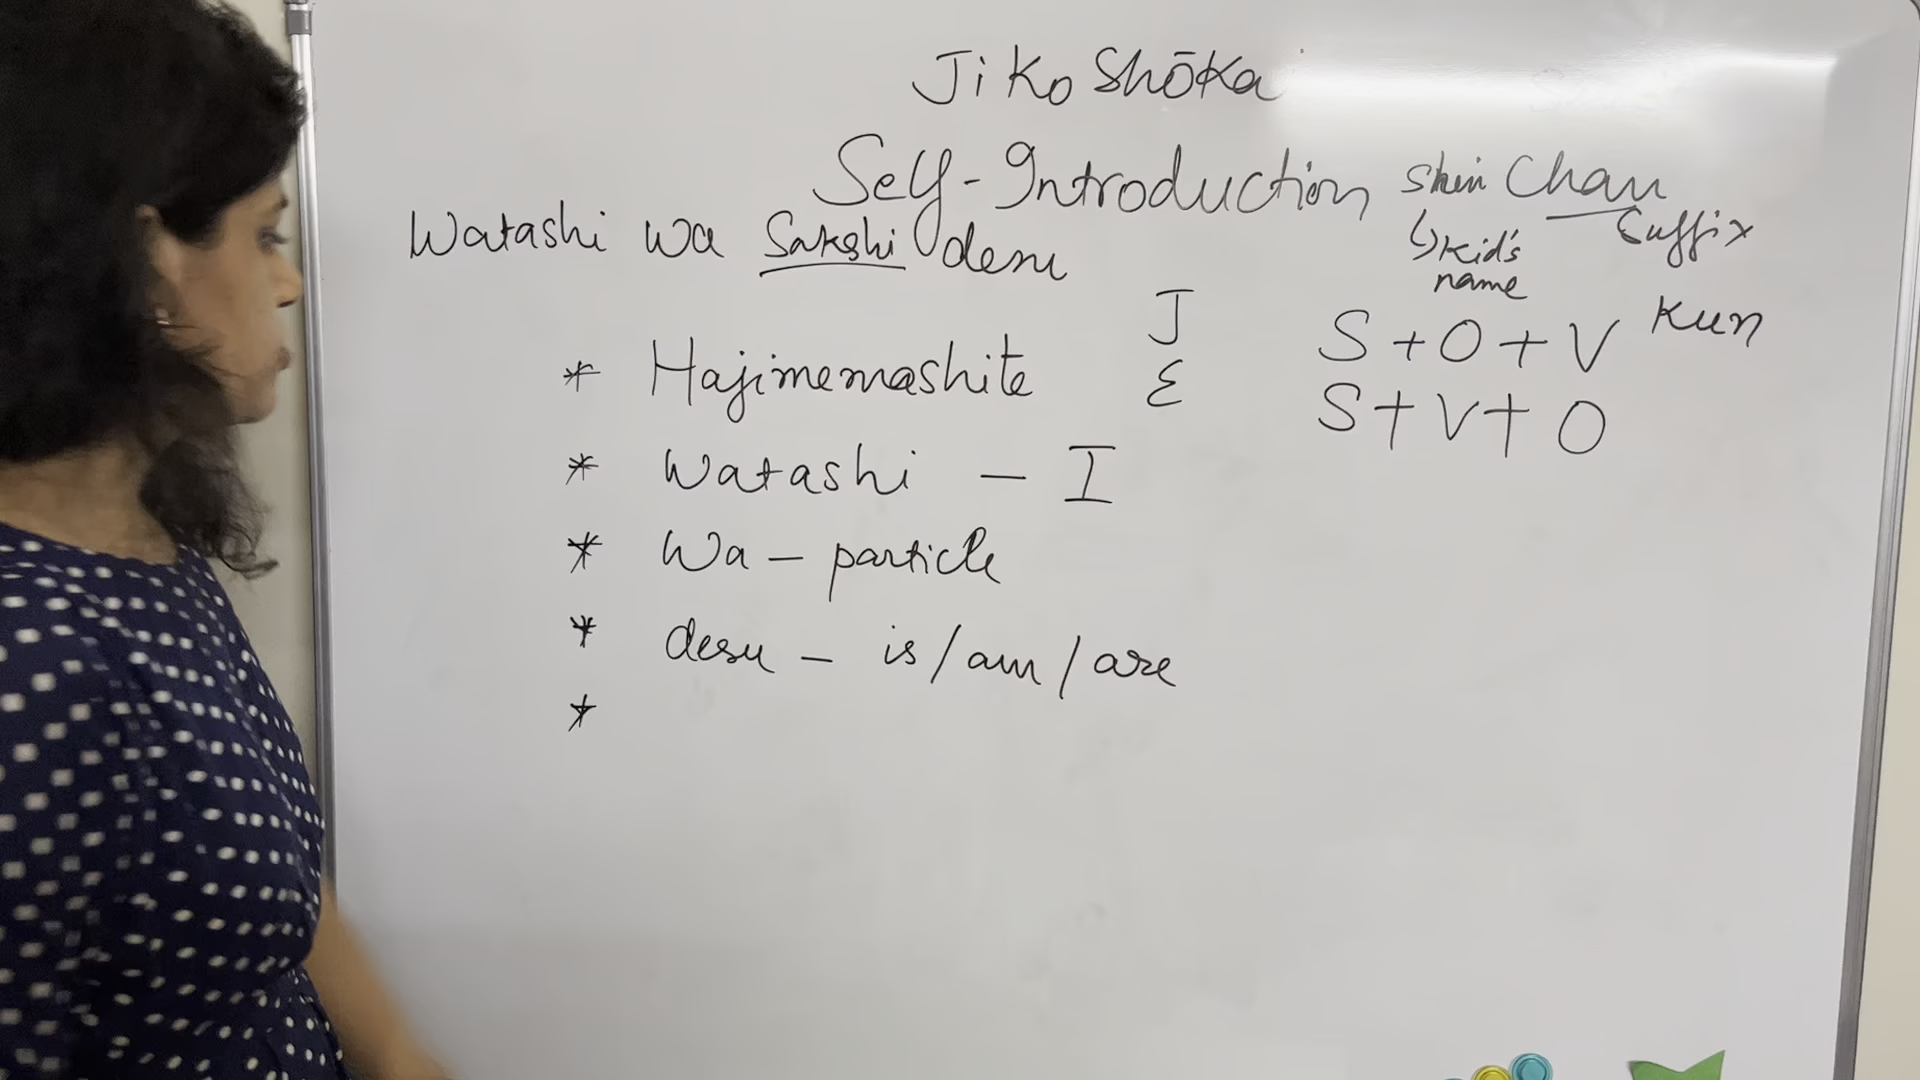 Jiko Shōka
Self-Introduction
Shin Chan
Suffix
↳ Kid's
name
Kun
Watashi wa Sakshi desu
J S+O+V
E S+V+O
* Hajimemashite
* Watashi - I
* Wa - particle
* desu - is/am/are
*